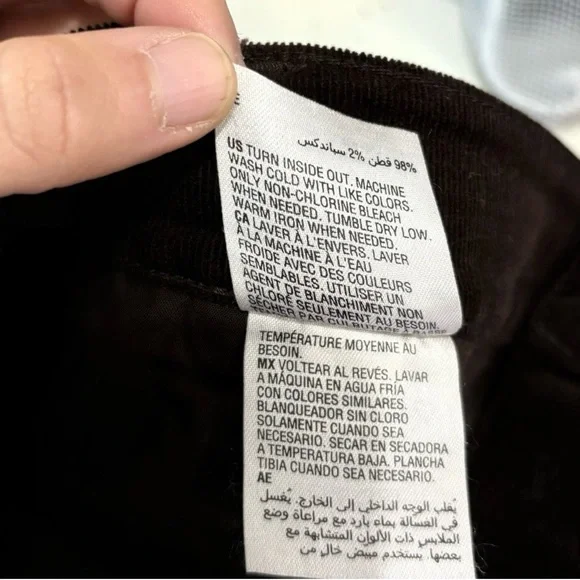 E
98% قطن 2% سباندكس
US TURN INSIDE OUT. MACHINE
WASH COLD WITH LIKE COLORS.
ONLY NON-CHLORINE BLEACH
WHEN NEEDED. TUMBLE DRY LOW.
WARM IRON WHEN NEEDED.
CA LAVER À L'ENVERS. LAVER
À LA MACHINE À L'EAU
FROIDE AVEC DES COULEURS
SEMBLABLES. UTILISER UN
AGENT DE BLANCHIMENT NON
CHLORÉ SEULEMENT AU BESOIN.
SÉCHER PAR CULBUTAGE À
TEMPÉRATURE MOYENNE AU
BESOIN.
MX VOLTEAR AL REVÉS. LAVAR
A MÁQUINA EN AGUA FRÍA
CON COLORES SIMILARES.
BLANQUEADOR SIN CLORO
SOLAMENTE CUANDO SEA
NECESARIO. SECAR EN SECADORA
A TEMPERATURA BAJA. PLANCHA
TIBIA CUANDO SEA NECESARIO.
AE
يُقلب الوجه الداخلي إلى الخارج. يُغسل
في الغسالة بماء بارد مع مراعاة وضع
الملابس ذات الألوان المتشابهة مع
بعضها. يستخدم مبيض خالٍ من